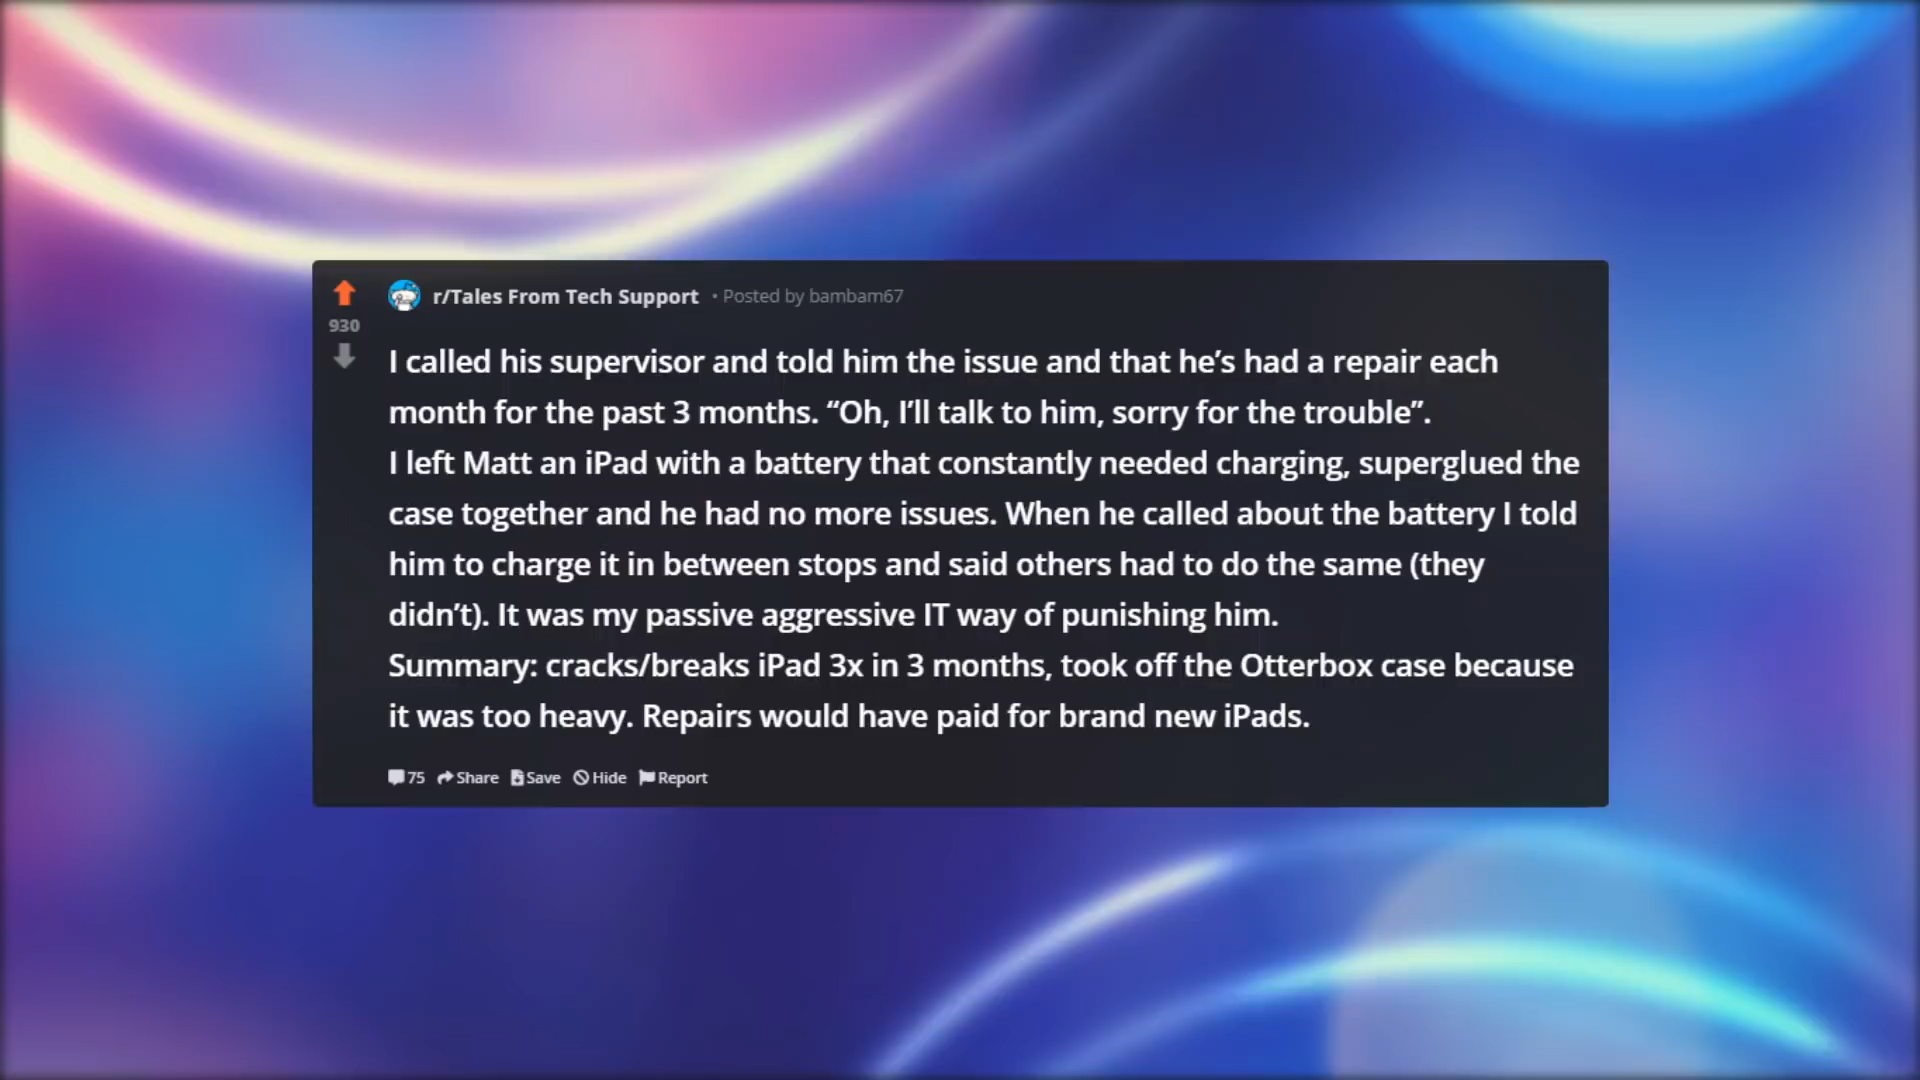 r/Tales From Tech Support • Posted by bambam67
930
I called his supervisor and told him the issue and that he’s had a repair each
month for the past 3 months. “Oh, I’ll talk to him, sorry for the trouble”.
I left Matt an iPad with a battery that constantly needed charging, superglued the
case together and he had no more issues. When he called about the battery I told
him to charge it in between stops and said others had to do the same (they
didn’t). It was my passive aggressive IT way of punishing him.
Summary: cracks/breaks iPad 3x in 3 months, took off the Otterbox case because
it was too heavy. Repairs would have paid for brand new iPads.
75 Share Save Hide Report